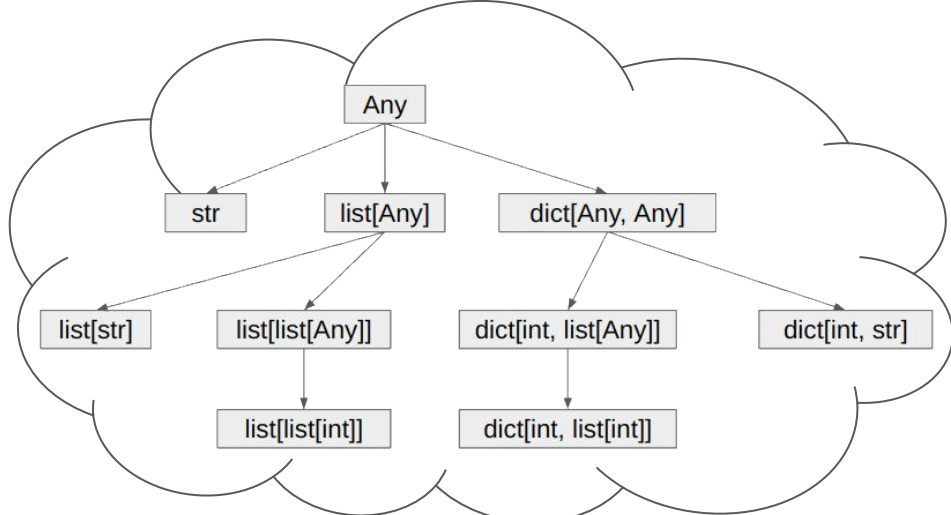 Any
str
list[Any]
dict[Any, Any]
list[str]
list[list[Any]]
dict[int, list[Any]]
dict[int, str]
list[list[int]]
dict[int, list[int]]